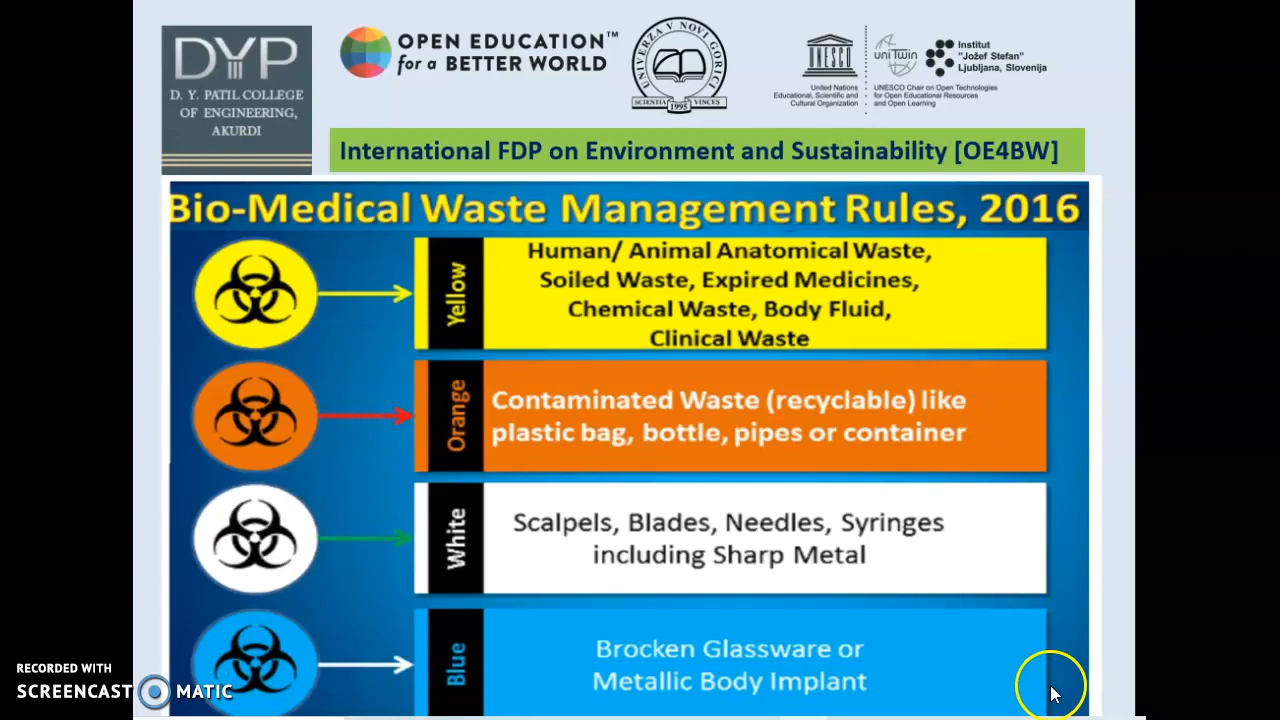 DYP
D. Y. PATIL COLLEGE
OF ENGINEERING,
AKURDI
OPEN EDUCATION™
for a BETTER WORLD
UNIVERZA V NOVI GORICI
SCIENTIA VINCES
1995
UNESCO
United Nations
Educational, Scientific and
Cultural Organization
uniTwin
Institut
"Jožef Stefan"
Ljubljana, Slovenija
UNESCO Chair on Open Technologies
for Open Educational Resources
and Open Learning
International FDP on Environment and Sustainability [OE4BW]
Bio-Medical Waste Management Rules, 2016
Yellow
Human/ Animal Anatomical Waste,
Soiled Waste, Expired Medicines,
Chemical Waste, Body Fluid,
Clinical Waste
Orange
Contaminated Waste (recyclable) like
plastic bag, bottle, pipes or container
White
Scalpels, Blades, Needles, Syringes
including Sharp Metal
Blue
Brocken Glassware or
Metallic Body Implant
RECORDED WITH
SCREENCAST MATIC